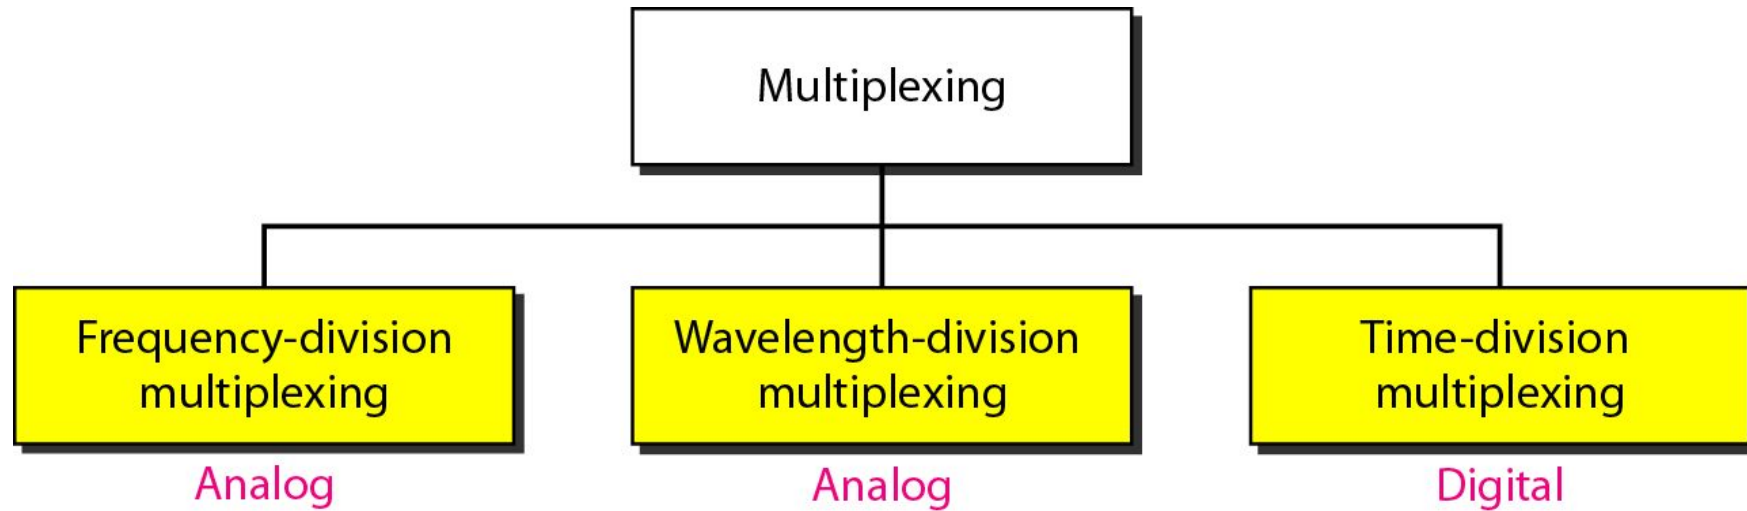 Multiplexing
Frequency-division
multiplexing
Wavelength-division
multiplexing
Time-division
multiplexing
Analog
Analog
Digital